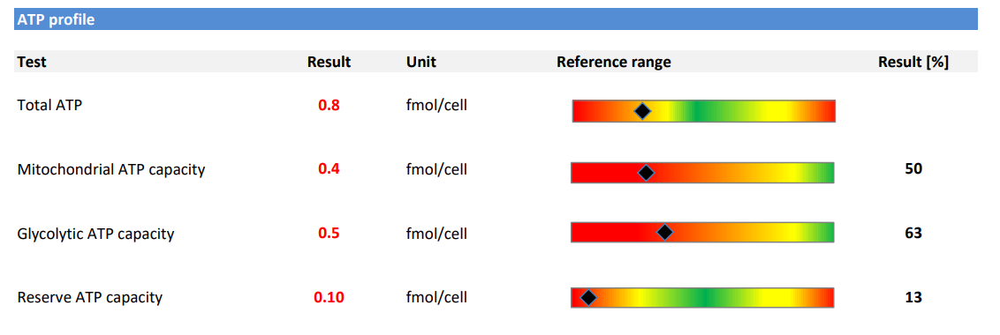 ATP profile
Test Result Unit Reference range Result [%]
Total ATP 0.8 fmol/cell
Mitochondrial ATP capacity 0.4 fmol/cell 50
Glycolytic ATP capacity 0.5 fmol/cell 63
Reserve ATP capacity 0.10 fmol/cell 13